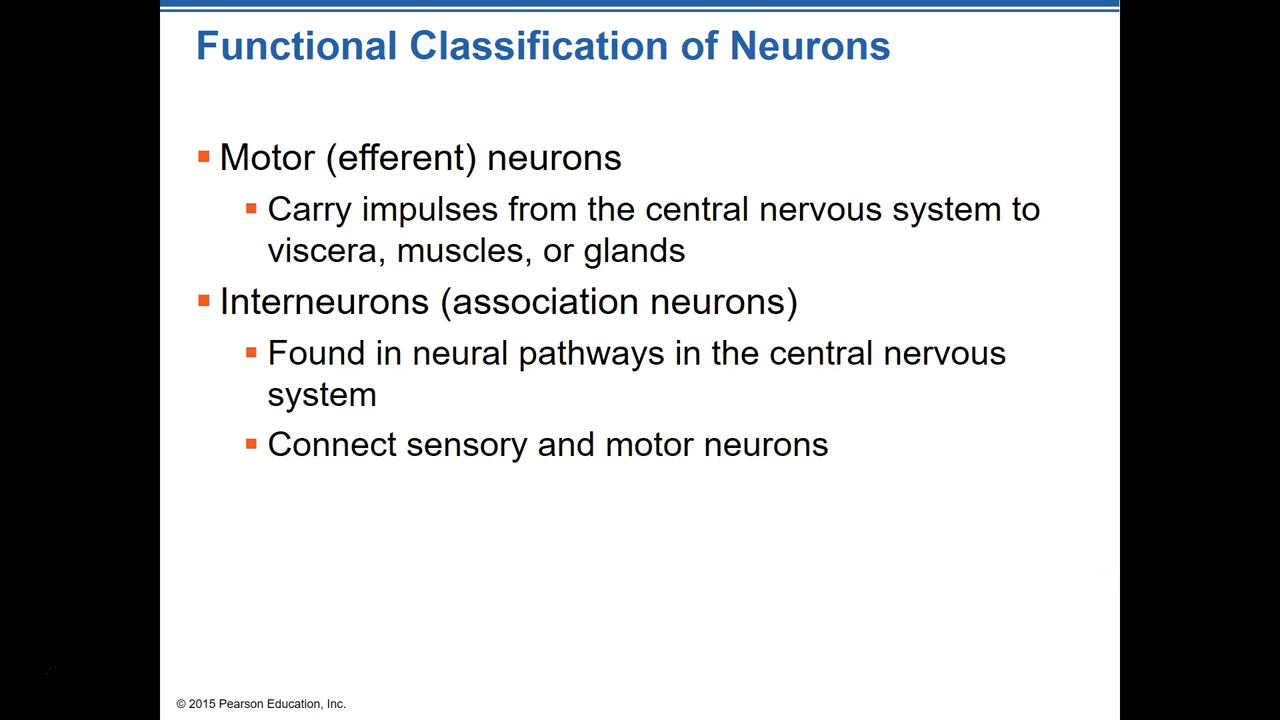 Functional Classification of Neurons
▪ Motor (efferent) neurons
▪ Carry impulses from the central nervous system to
viscera, muscles, or glands
▪ Interneurons (association neurons)
▪ Found in neural pathways in the central nervous
system
▪ Connect sensory and motor neurons
© 2015 Pearson Education, Inc.